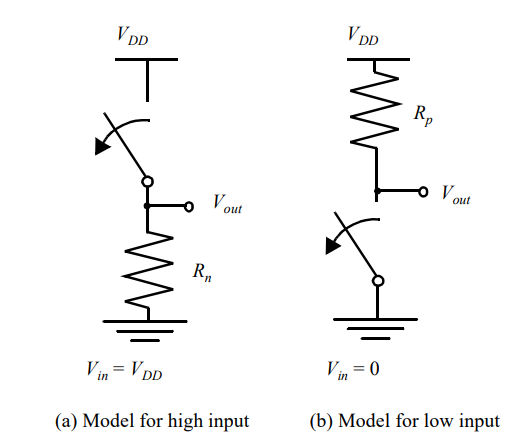 VDD
VDD
Rp
Vout
Vout
Rn
Vin = VDD
Vin = 0
(a) Model for high input
(b) Model for low input